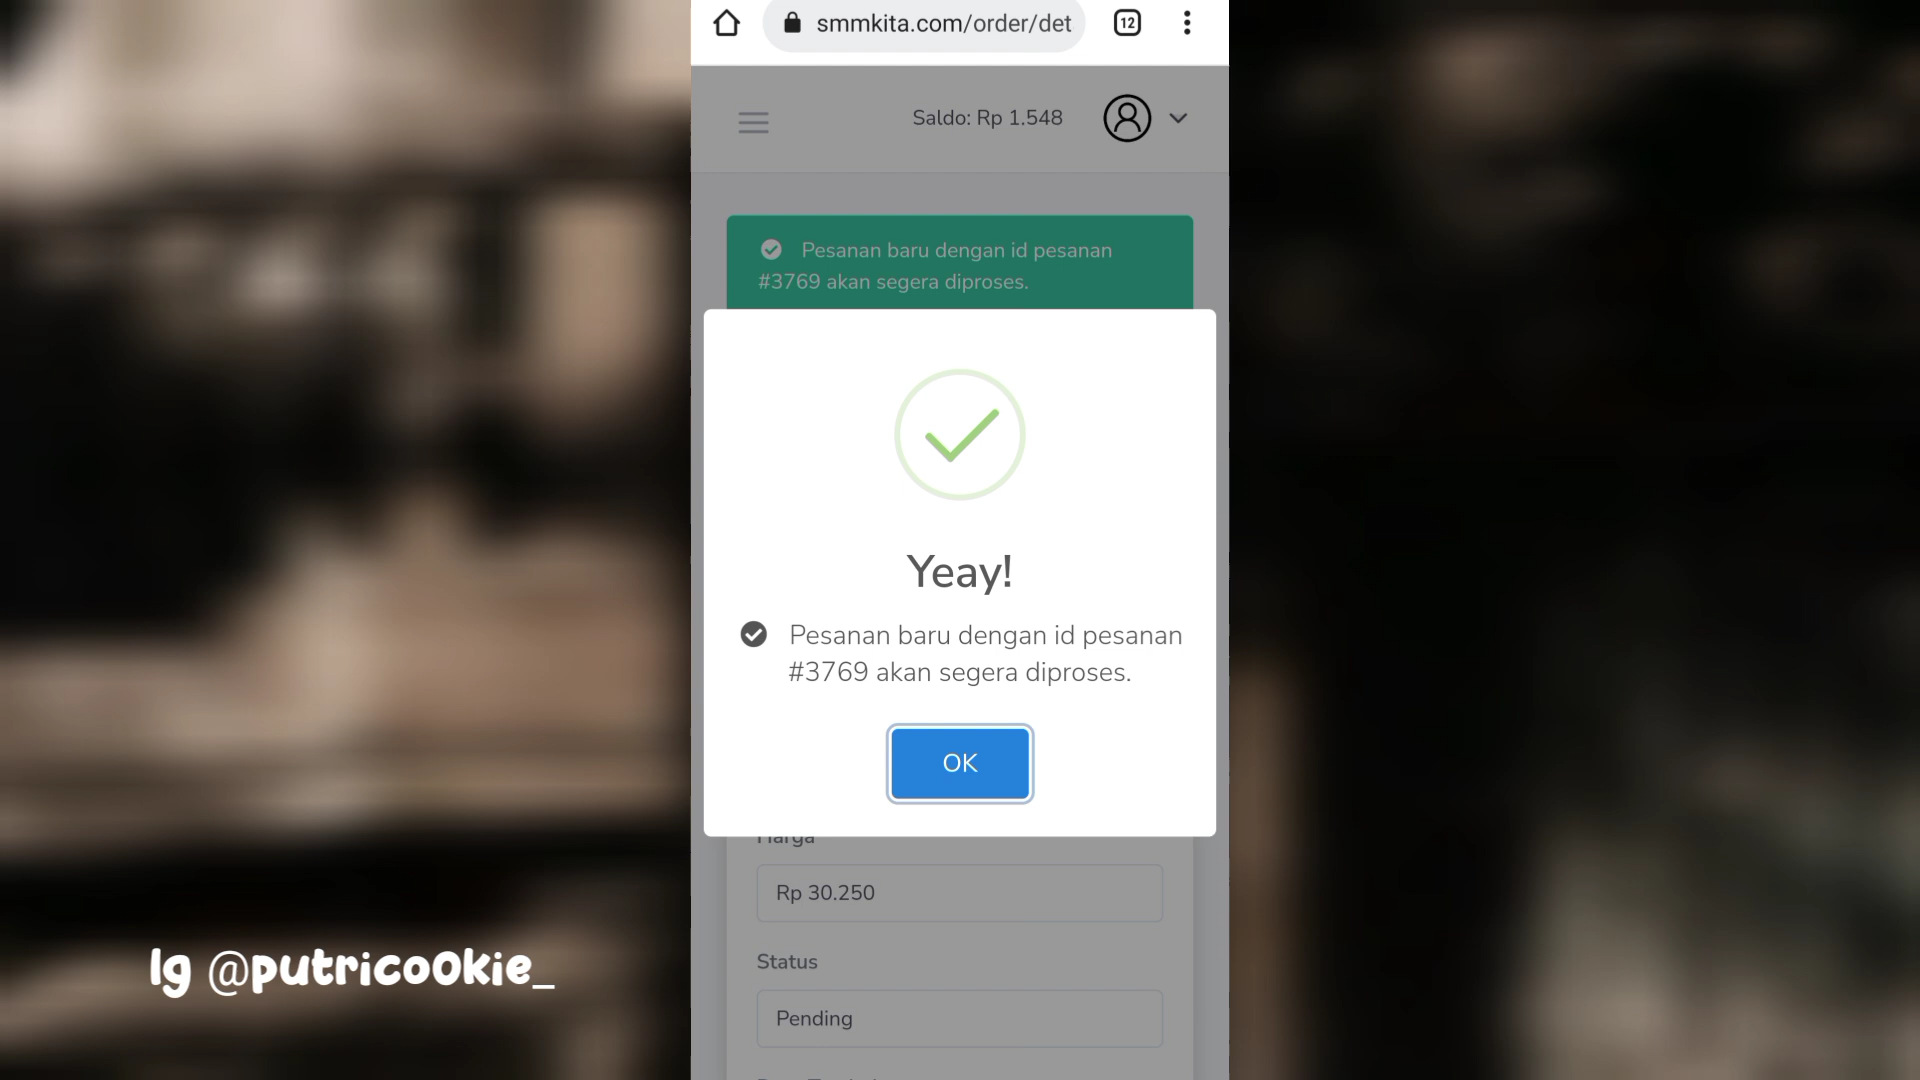 smmkita.com/order/det
12
Saldo: Rp 1.548
Pesanan baru dengan id pesanan
#3769 akan segera diproses.
Yeay!
Pesanan baru dengan id pesanan
#3769 akan segera diproses.
OK
Harga
Rp 30.250
Status
Pending
Ig @putricookie_